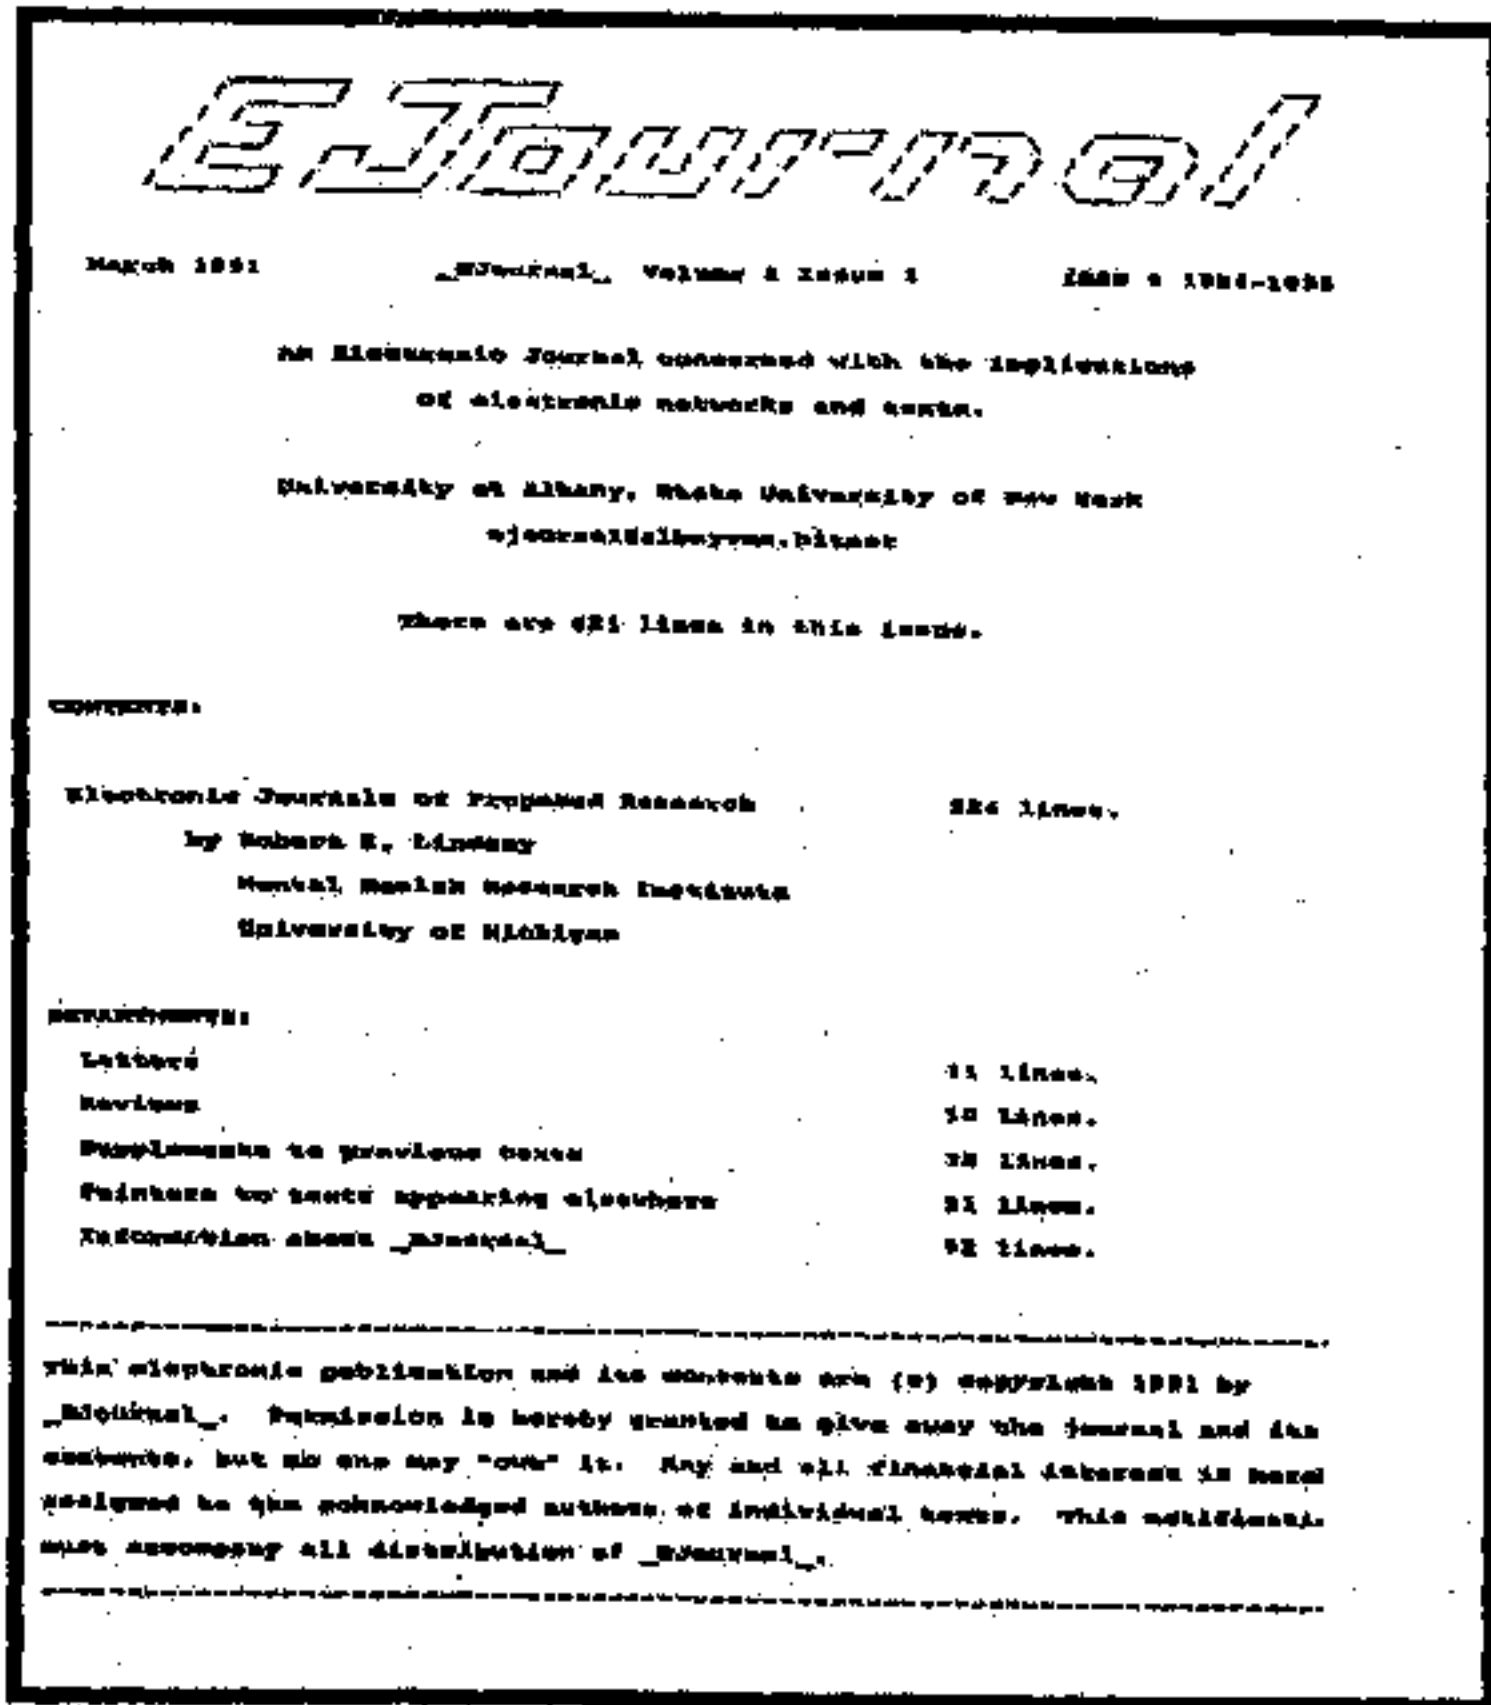 EJournal
March 1991 _EJournal_ Volume 1 Issue 1 ISSN
An Electronic Journal concerned with the implications
of electronic networks and texts.
University at Albany, State University of New York
There are lines in this issue.
CONTENTS:
Electronic Journals of Proposed Research lines.
by Robert K. Lindsay
Mental Health Research Institute
University of Michigan
DEPARTMENTS:
Letters lines.
Reviews lines.
Supplements to previous texts lines.
Pointers to texts appearing elsewhere lines.
Information about _EJournal_ lines.
This electronic publication and its contents are (c) copyright 1991 by
_EJournal_. Permission is hereby granted to give away the journal and its
contents, but no one may "own" it. Any and all financial interest is
assigned to the acknowledged authors of individual texts. This
must accompany all distribution of _EJournal_.